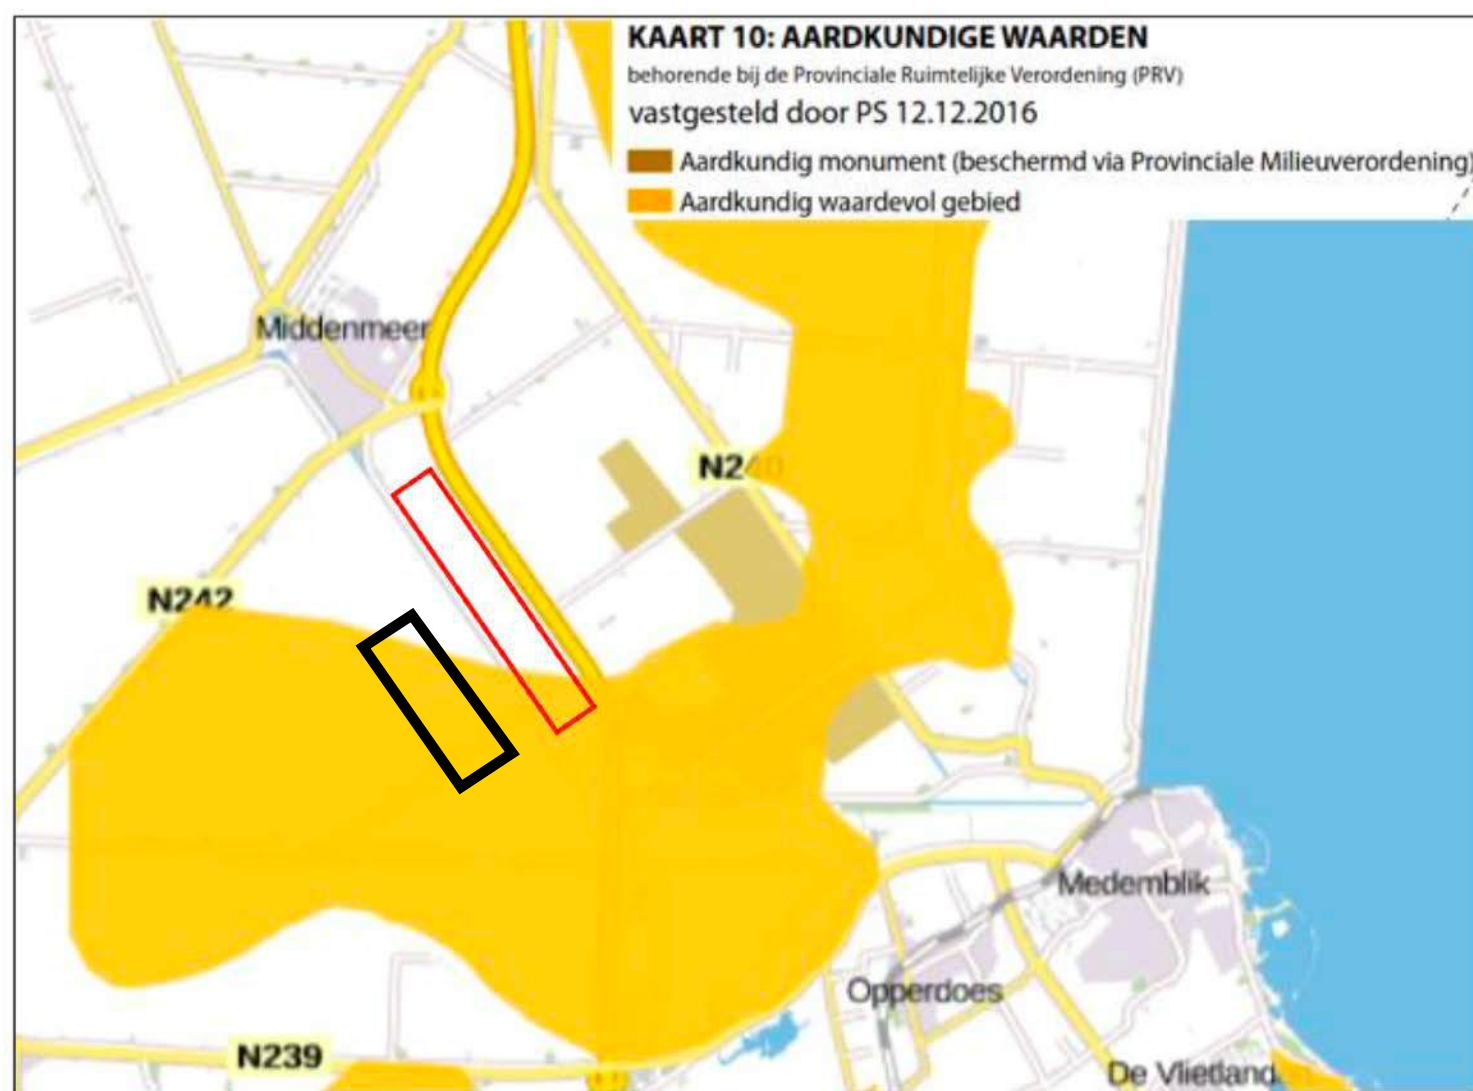 KAART 10: AARDKUNDIGE WAARDEN
behorende bij de Provinciale Ruimtelijke Verordening (PRV)
vastgesteld door PS 12.12.2016
Aardkundig monument (beschermd via Provinciale Milieuverordening)
Aardkundig waardevol gebied
Middenmeer
N240
N242
Medemblik
Opperdoes
N239
De Vlietland